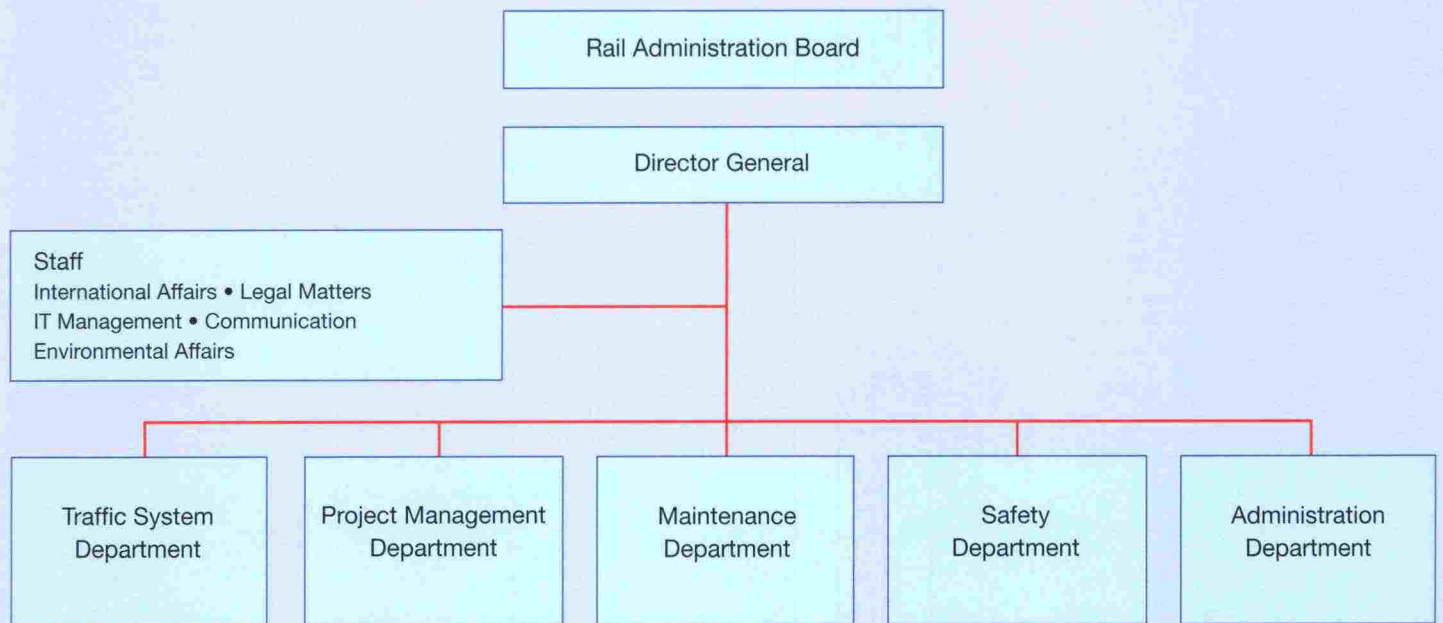 Rail Administration Board
Director General
Staff
International Affairs • Legal Matters
IT Management • Communication
Environmental Affairs
Traffic System
Department
Project Management
Department
Maintenance
Department
Safety
Department
Administration
Department